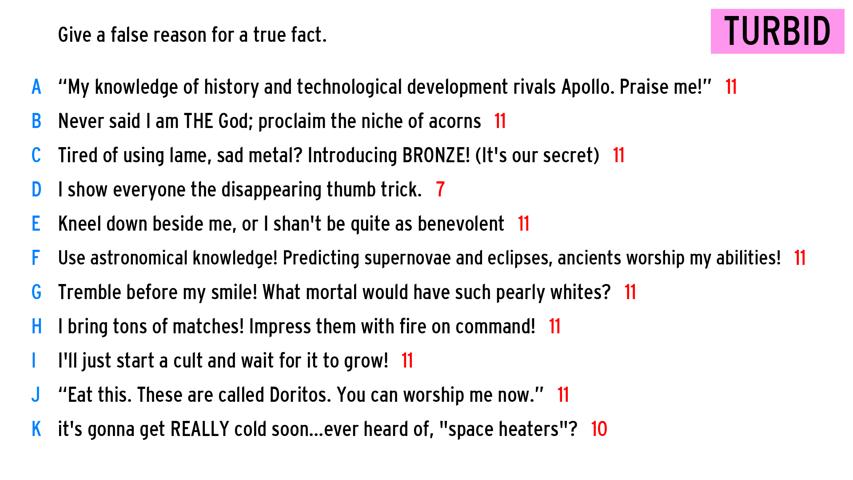 Give a false reason for a true fact.
TURBID
A "My knowledge of history and technological development rivals Apollo. Praise me!" 11
B Never said I am THE God; proclaim the niche of acorns 11
C Tired of using lame, sad metal? Introducing BRONZE! (It's our secret) 11
D I show everyone the disappearing thumb trick. 7
E Kneel down beside me, or I shan't be quite as benevolent 11
F Use astronomical knowledge! Predicting supernovae and eclipses, ancients worship my abilities! 11
G Tremble before my smile! What mortal would have such pearly whites? 11
H I bring tons of matches! Impress them with fire on command! 11
I I'll just start a cult and wait for it to grow! 11
J "Eat this. These are called Doritos. You can worship me now." 11
K it's gonna get REALLY cold soon...ever heard of, "space heaters"? 10